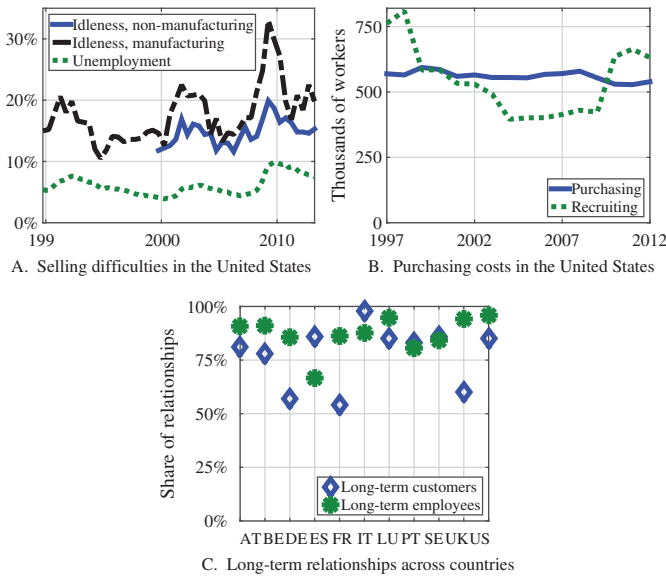 35%
30%
20%
10%
0%
Idleness, non-manufacturing
Idleness, manufacturing
Unemployment
199
2000
2010
A. Selling difficulties in the United States
Thousands of workers
750
500
250
0
Purchasing
Recruiting
1997
2002
2007
2012
B. Purchasing costs in the United States
Share of relationships
100%
75%
50%
25%
0%
Long-term customers
Long-term employees
AT BE DE ES FR IT LU PT SE UK US
C. Long-term relationships across countries